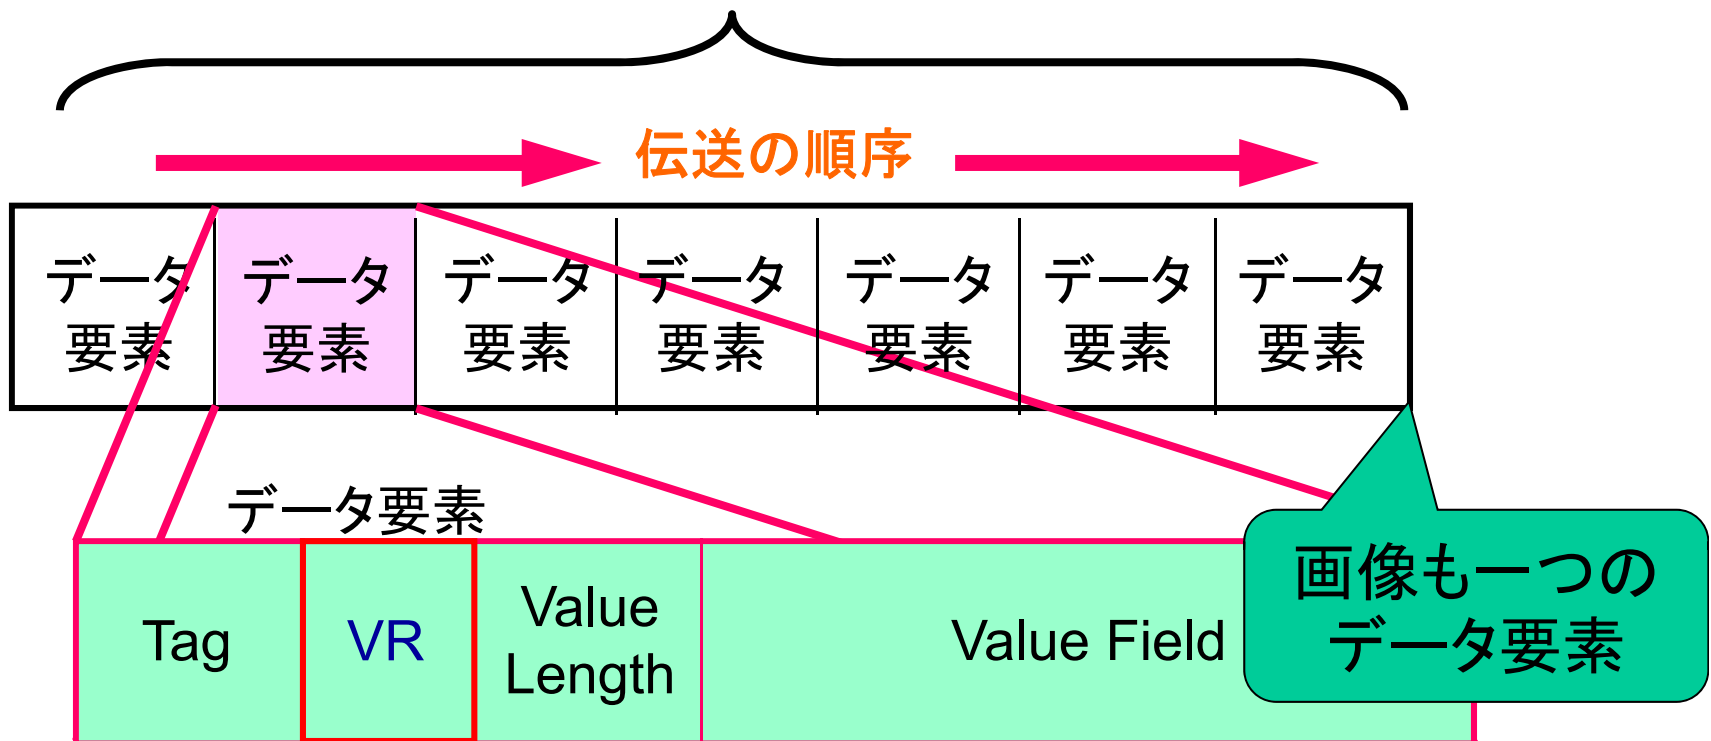 伝送の順序
データ データ データ データ データ データ データ
要素 要素 要素 要素 要素 要素 要素
データ要素
Tag VR Value Length Value Field
画像も一つの
データ要素